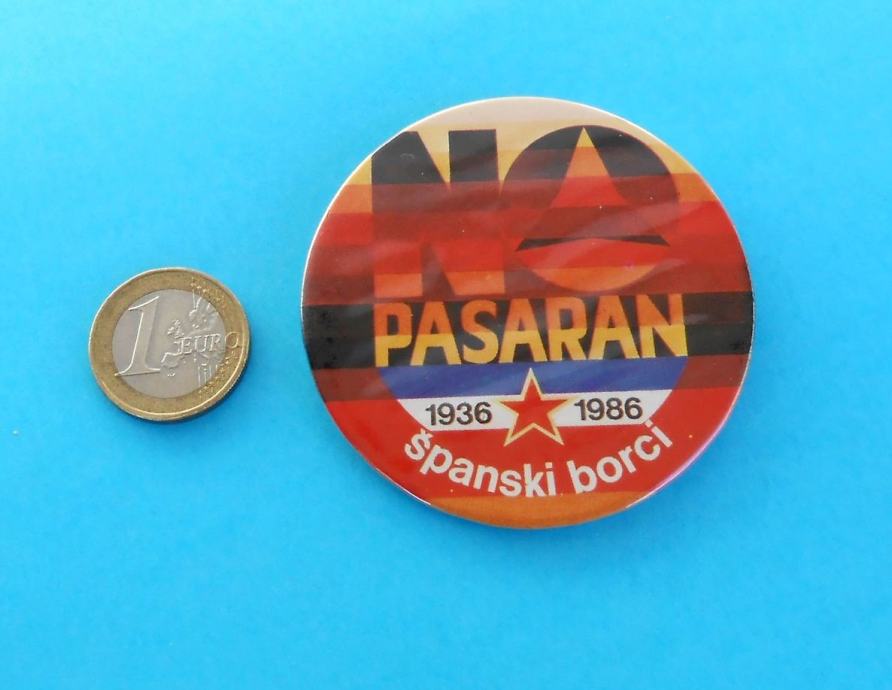 1 EURO
NO
PASARAN
1936 1986
španski borci